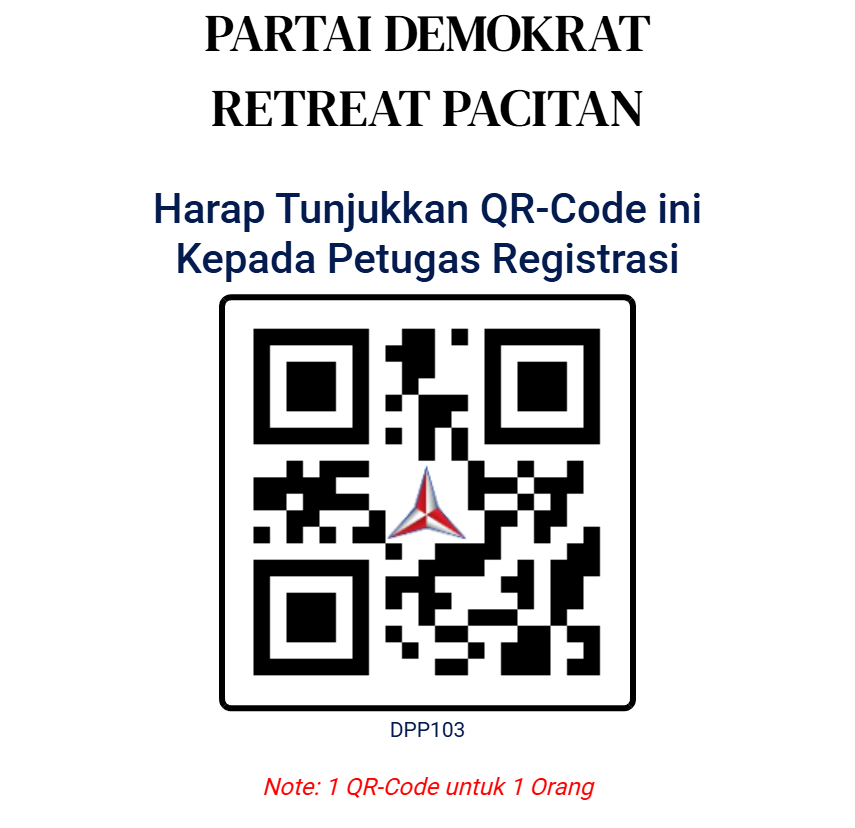 PARTAI DEMOKRAT
RETREAT PACITAN
Harap Tunjukkan QR-Code ini
Kepada Petugas Registrasi
DPP103
Note: 1 QR-Code untuk 1 Orang